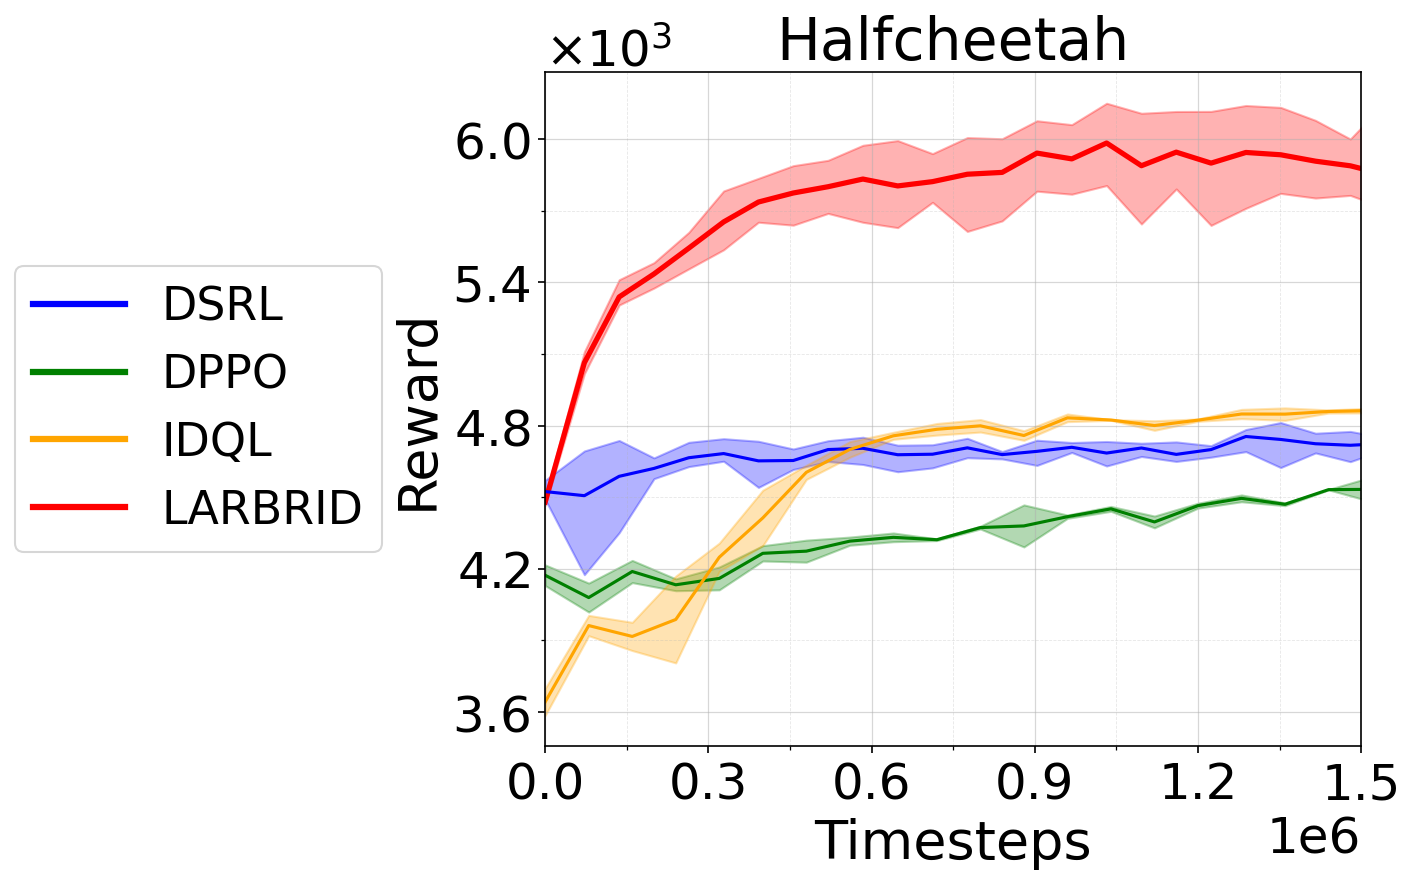 Halfcheetah
×10³
6.0
5.4
4.8
4.2
3.6
Reward
0.0 0.3 0.6 0.9 1.2 1.5
1e6
Timesteps
DSRL
DPPO
IDQL
LARBRID